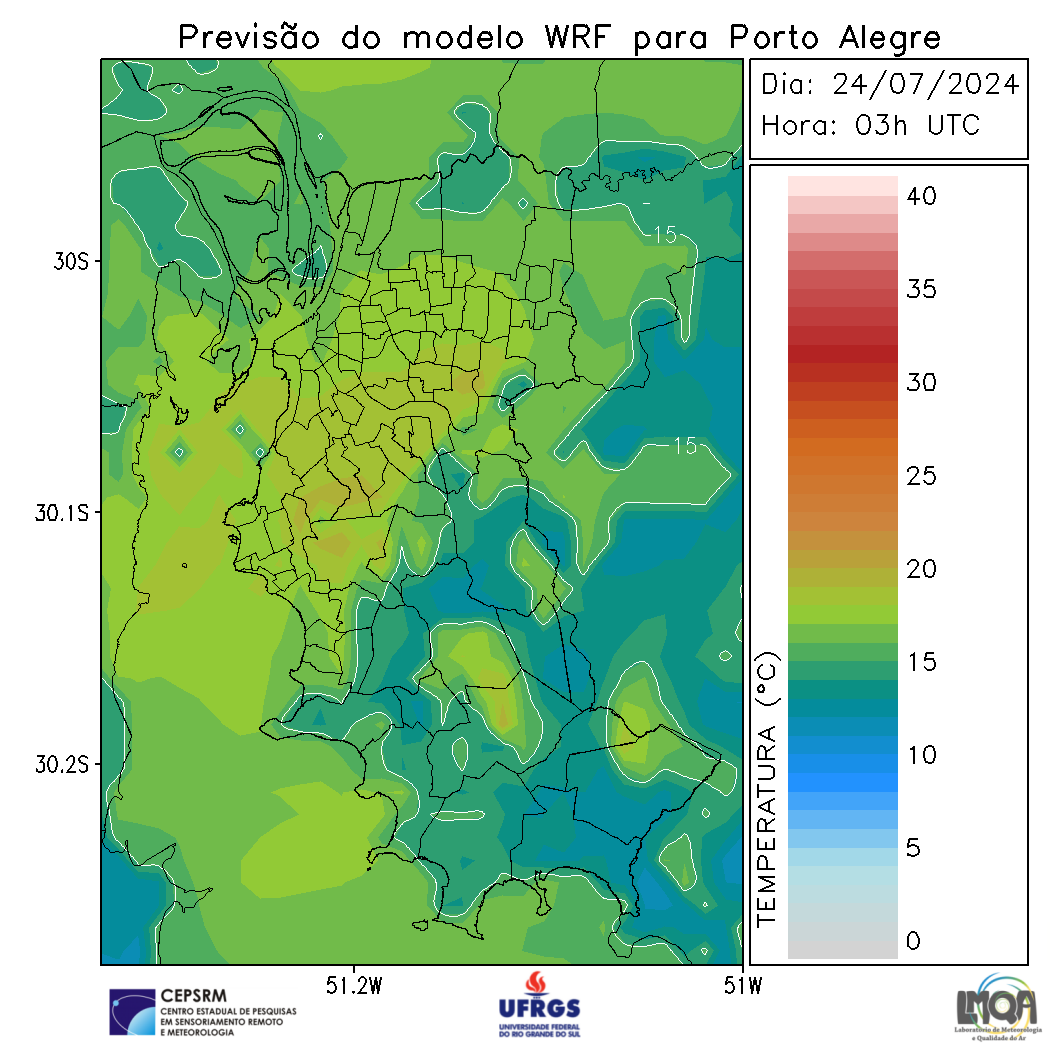 Previsão do modelo WRF para Porto Alegre
Dia: 24/07/2024
Hora: 03h UTC
40
35
30
25
20
15
10
5
0
TEMPERATURA (°C)
30S
30.1S
30.2S
51.2W
51W
15
15
CEPSRM
CENTRO ESTADUAL DE PESQUISAS
EM SENSORIAMENTO REMOTO
E METEOROLOGIA
UFRGS
UNIVERSIDADE FEDERAL
DO RIO GRANDE DO SUL
LMQA
Laboratório de Meteorologia
e Qualidade do Ar